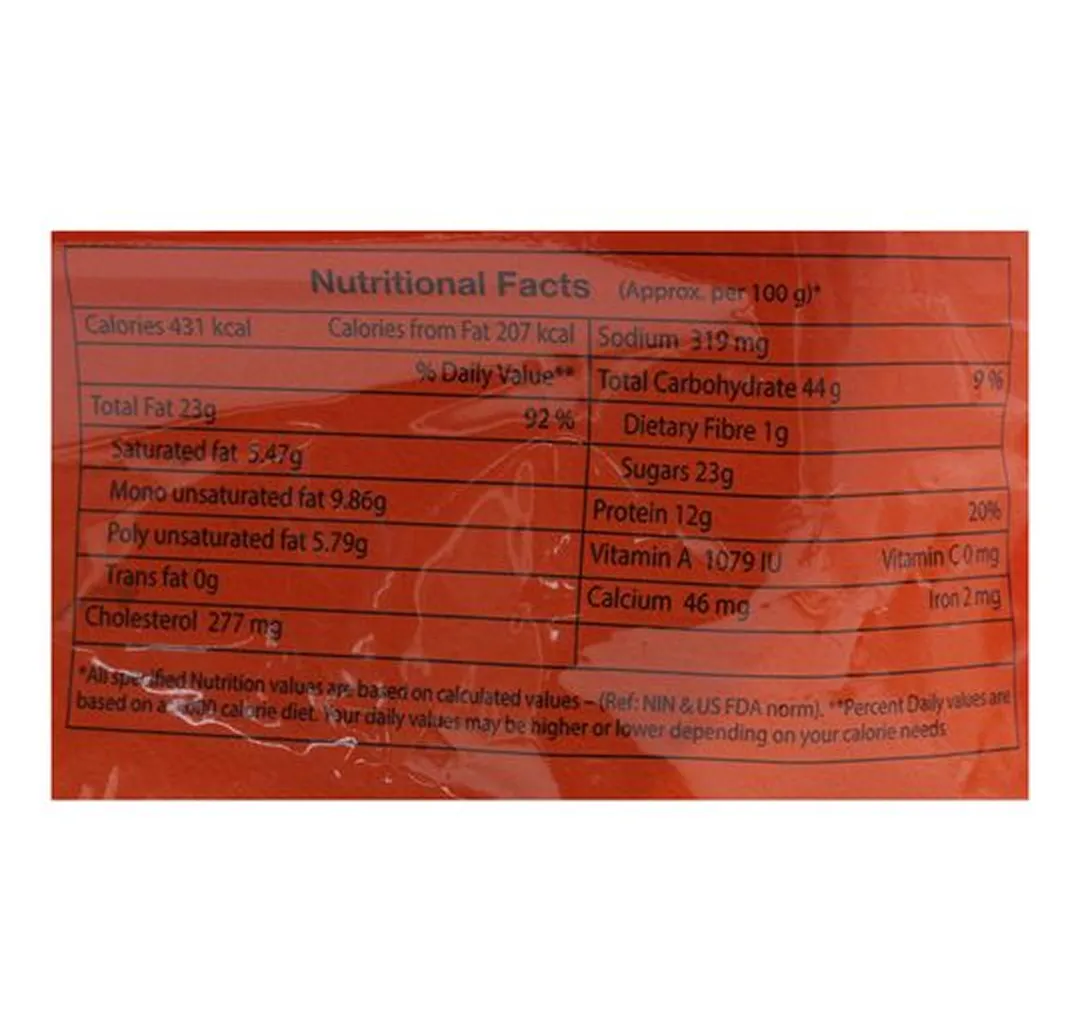 Nutritional Facts (Approx. per 100 g)*
Calories 431 kcal Calories from Fat 207 kcal
% Daily Value**
Total Fat 23g 92 %
Saturated fat 5.47g
Mono unsaturated fat 9.86g
Poly unsaturated fat 5.79g
Trans fat 0g
Cholesterol 277 mg
Sodium 319 mg
Total Carbohydrate 44 g 9 %
Dietary Fibre 1g
Sugars 23g
Protein 12g 20%
Vitamin A 1079 IU Vitamin C 0 mg
Calcium 46 mg Iron 2 mg
*All specified Nutrition values are based on calculated values – (Ref: NIN & US FDA norm). **Percent Daily values are
based on a calorie diet. Your daily values may be higher or lower depending on your calorie needs